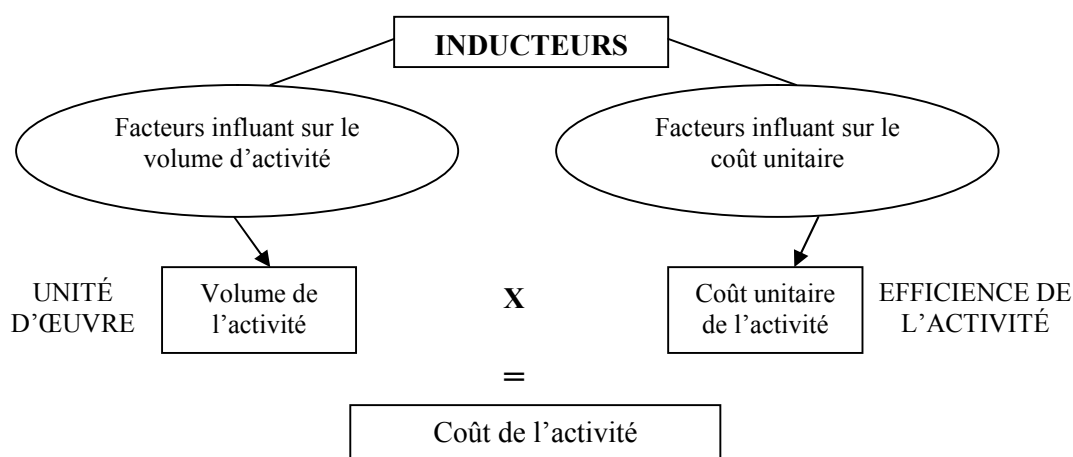 INDUCTEURS
Facteurs influant sur le
volume d’activité
Facteurs influant sur le
coût unitaire
UNITÉ
D’ŒUVRE
Volume de
l’activité
X
Coût unitaire
de l’activité
EFFICIENCE DE
L’ACTIVITÉ
=
Coût de l’activité